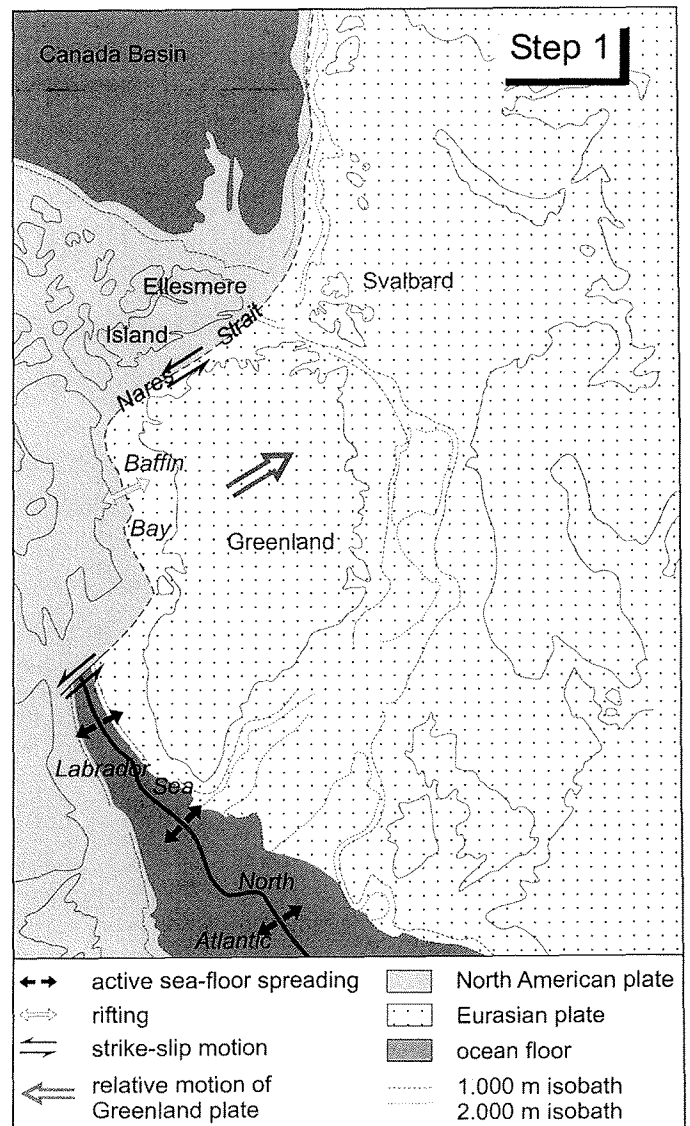 Step 1
Canada Basin
Svalbard
Ellesmere
Island
Nares Strait
Baffin
Bay
Greenland
Labrador Sea
North
Atlantic
active sea-floor spreading
rifting
strike-slip motion
relative motion of
Greenland plate
North American plate
Eurasian plate
ocean floor
1.000 m isobath
2.000 m isobath